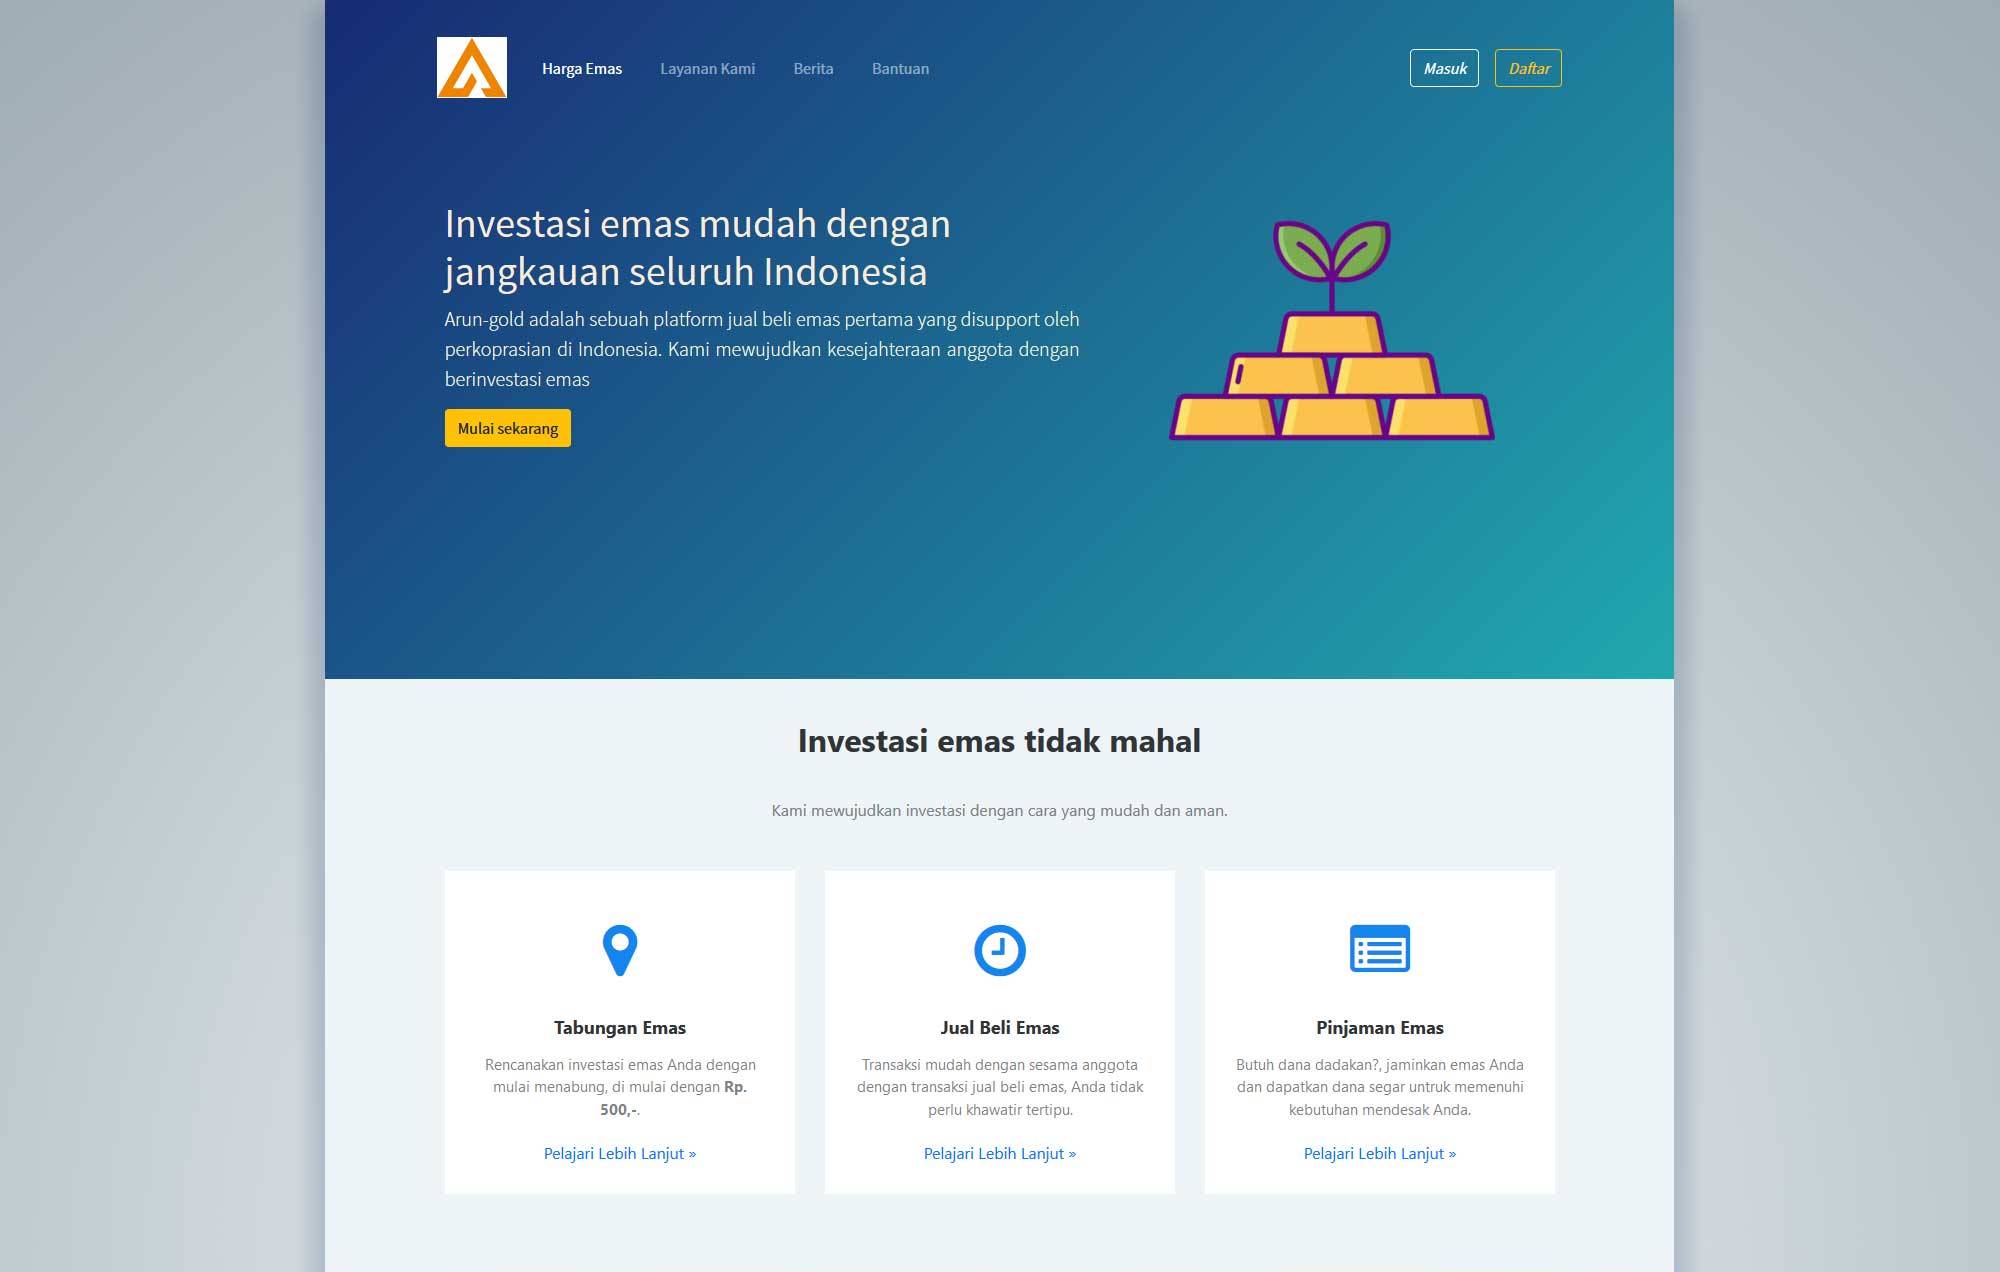 Harga Emas Layanan Kami Berita Bantuan Masuk Daftar
Investasi emas mudah dengan
jangkauan seluruh Indonesia
Arun-gold adalah sebuah platform jual beli emas pertama yang disupport oleh
perkoprasian di Indonesia. Kami mewujudkan kesejahteraan anggota dengan
berinvestasi emas
Mulai sekarang
Investasi emas tidak mahal
Kami mewujudkan investasi dengan cara yang mudah dan aman.
Tabungan Emas
Rencanakan investasi emas Anda dengan
mulai menabung, di mulai dengan Rp.
500,-.
Pelajari Lebih Lanjut »
Jual Beli Emas
Transaksi mudah dengan sesama anggota
dengan transaksi jual beli emas, Anda tidak
perlu khawatir tertipu.
Pelajari Lebih Lanjut »
Pinjaman Emas
Butuh dana dadakan?, jaminkan emas Anda
dan dapatkan dana segar untruk memenuhi
kebutuhan mendesak Anda.
Pelajari Lebih Lanjut »